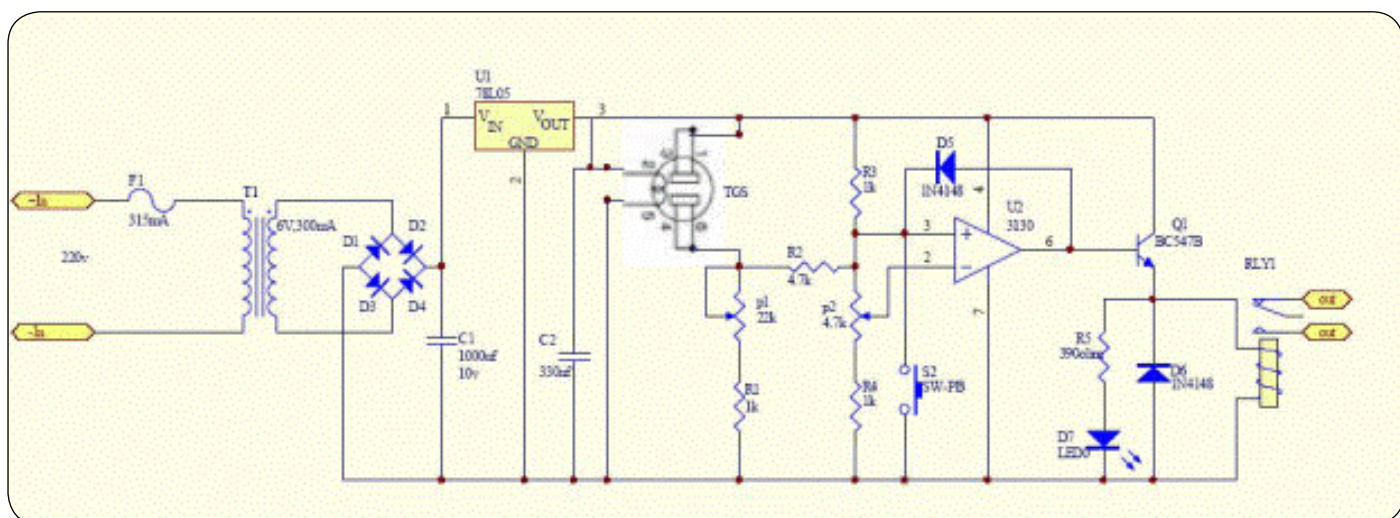 U1
78L05
1
V IN
V OUT
3
GND
2
F1
315mA
T1
6V,300mA
220v
D1
D2
D3
D4
C1
1000uf
10v
C2
330nf
TGS
R2
4.7k
p1
22k
R1
1k
R3
1k
p2
4.7k
R4
1k
D5
1N4148
4
U2
3130
3
+
2
−
6
7
S2
SW-PB
Q1
BC547B
RLY1
out
out
R5
390ohm
D6
1N4148
D7
LED0